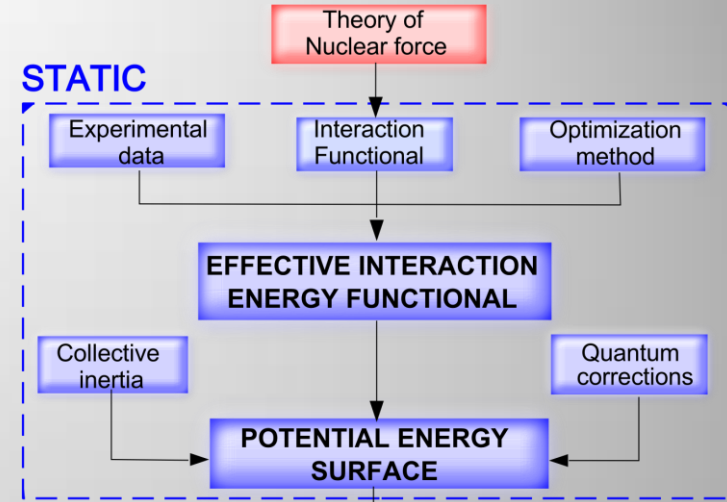 Theory of
Nuclear force
STATIC
Experimental
data
Interaction
Functional
Optimization
method
EFFECTIVE INTERACTION
ENERGY FUNCTIONAL
Collective
inertia
Quantum
corrections
POTENTIAL ENERGY
SURFACE